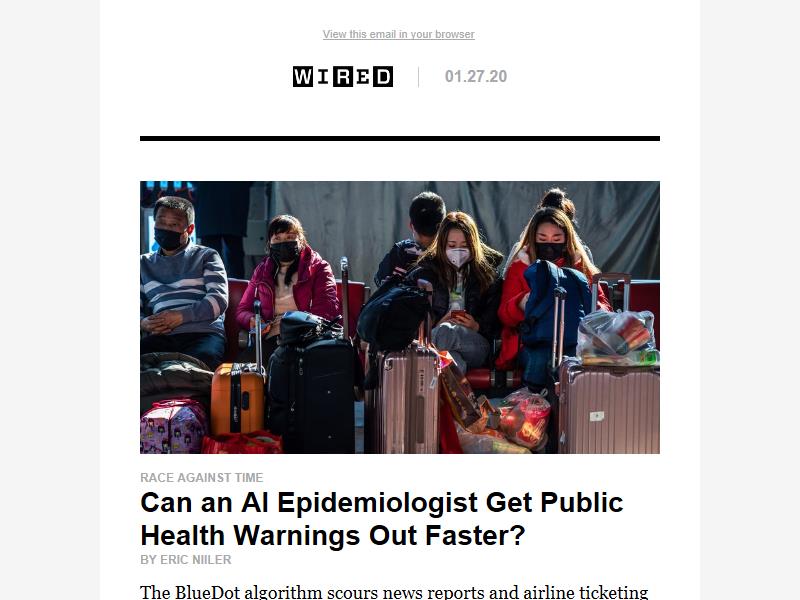 View this email in your browser
WIRED 01.27.20
RACE AGAINST TIME
Can an AI Epidemiologist Get Public
Health Warnings Out Faster?
BY ERIC NIILER
The BlueDot algorithm scours news reports and airline ticketing